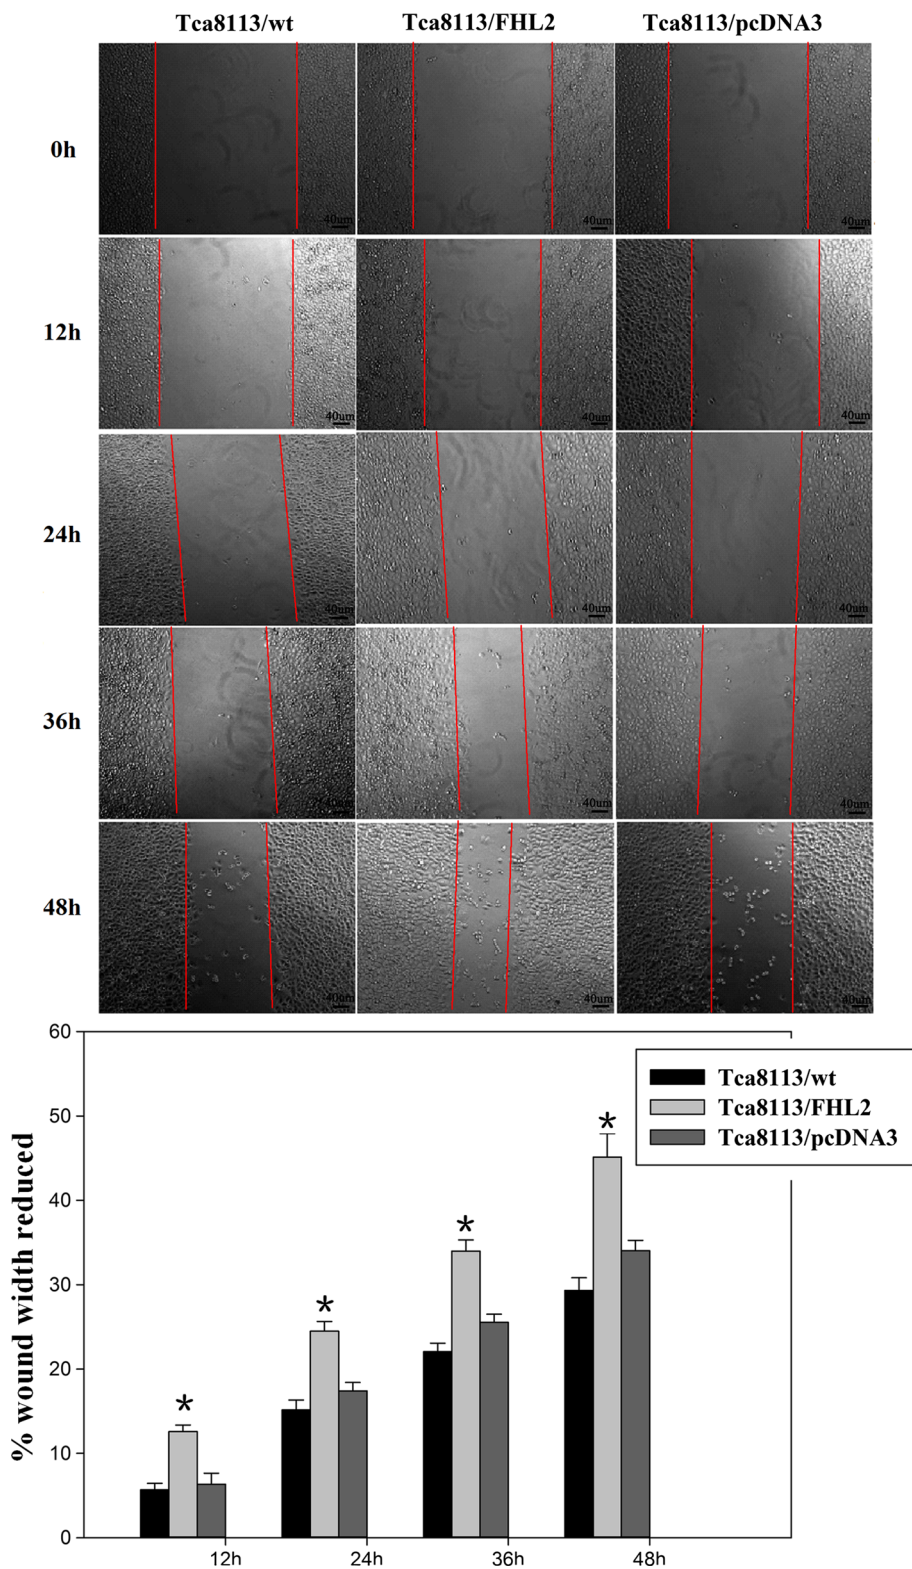 Tca8113/wt Tca8113/FHL2 Tca8113/pcDNA3
0h
40um 40um 40um
12h
40um 40um 40um
24h
40um 40um 40um
36h
40um 40um 40um
48h
40um 40um 40um
60
50
40
30
20
10
0
% wound width reduced
* * * *
Tca8113/wt
Tca8113/FHL2
Tca8113/pcDNA3
12h 24h 36h 48h